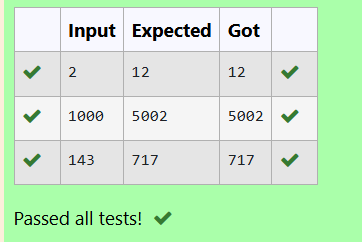 Input Expected Got
2 12 12
1000 5002 5002
143 717 717
Passed all tests!